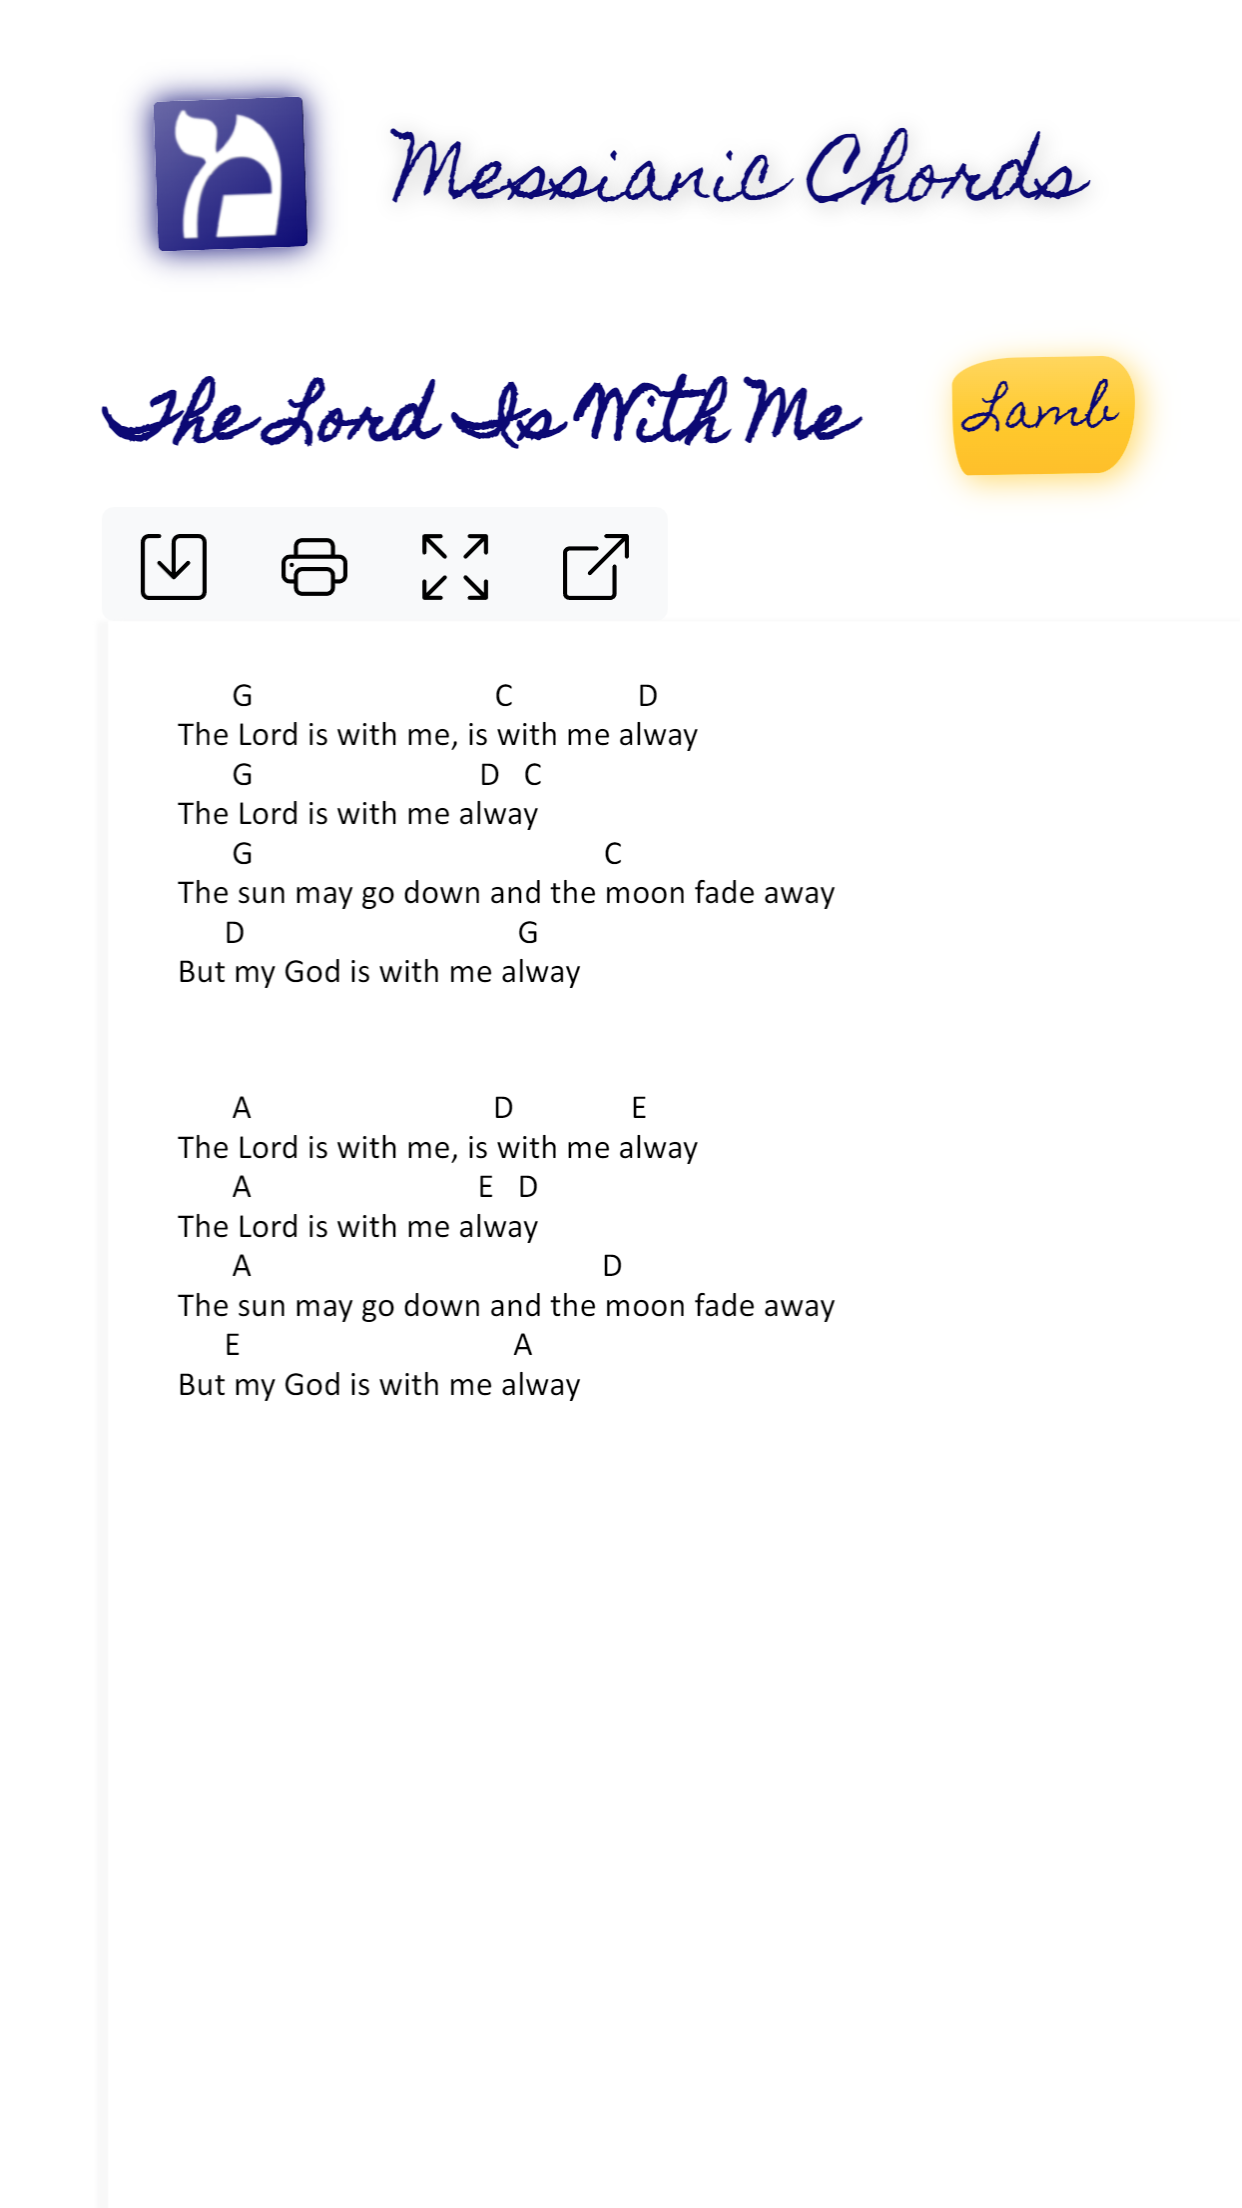 מ
Messianic Chords
The Lord Is With Me
Lamb
G C D
The Lord is with me, is with me alway
G D C
The Lord is with me alway
G C
The sun may go down and the moon fade away
D G
But my God is with me alway
A D E
The Lord is with me, is with me alway
A E D
The Lord is with me alway
A D
The sun may go down and the moon fade away
E A
But my God is with me alway